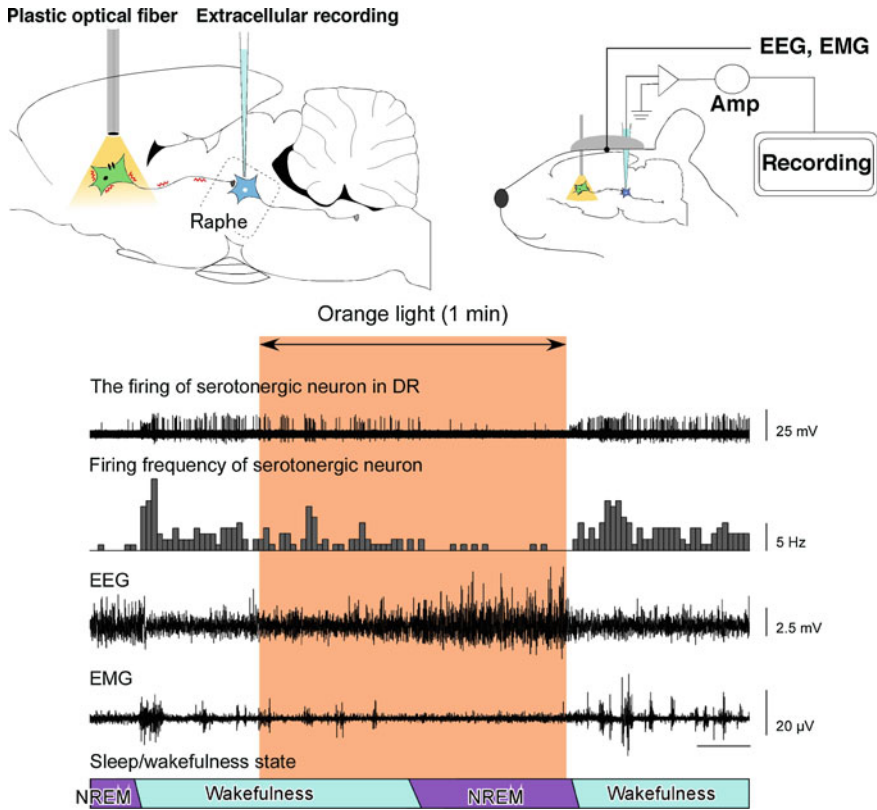 Plastic optical fiber
Extracellular recording
Raphe
EEG, EMG
Amp
Recording
Orange light (1 min)
The firing of serotonergic neuron in DR
25 mV
Firing frequency of serotonergic neuron
5 Hz
EEG
2.5 mV
EMG
20 µV
Sleep/wakefulness state
NREM Wakefulness NREM Wakefulness